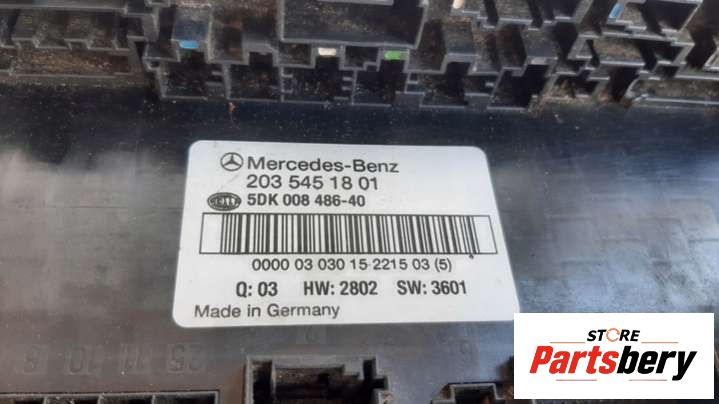 Mercedes-Benz
203 545 18 01
HELLA 5DK 008 486-40
0000 03 030 15 2215 03 (5)
Q: 03 HW: 2802 SW: 3601
Made in Germany
STORE
Partsbery